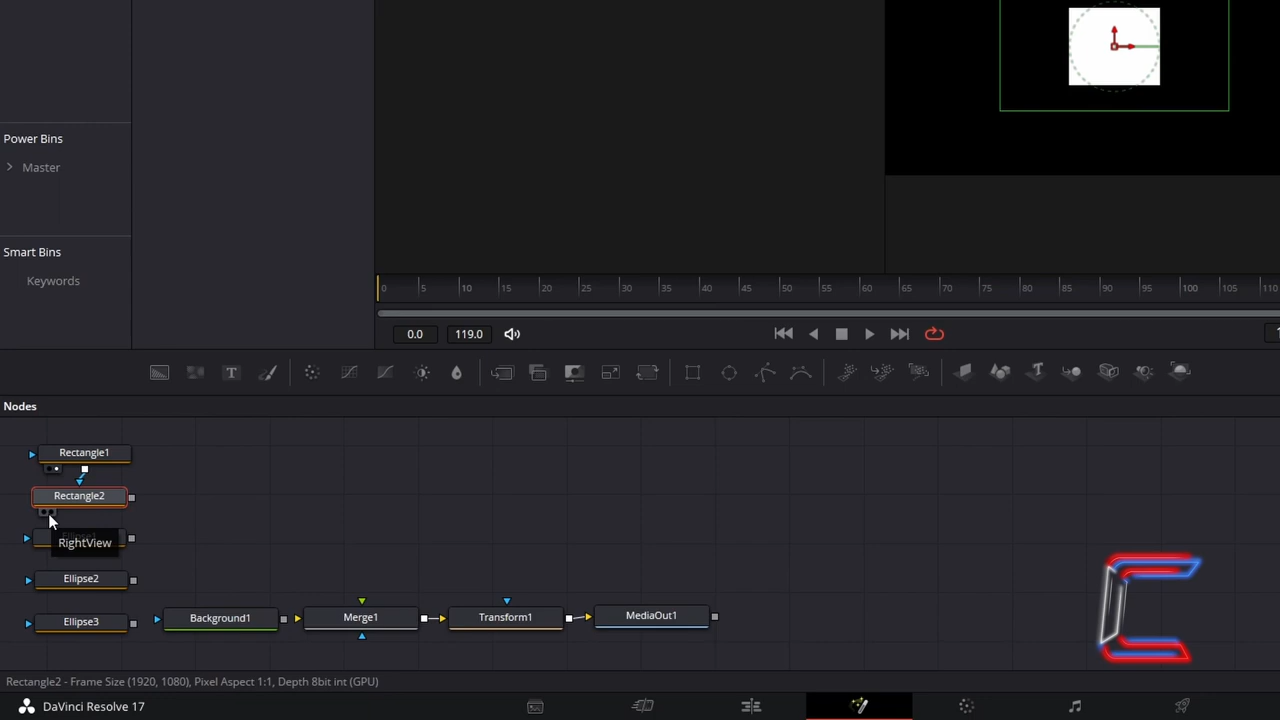 Power Bins
Master
Smart Bins
Keywords
0 5 10 15 20 25 30 35 40 45 50 55 60 65 70 75 80 85 90 95 100 105 110
0.0 119.0
T
Nodes
Rectangle1
Rectangle2
RightView
Ellipse2
Ellipse3
Background1 Merge1 Transform1 MediaOut1
Rectangle2 - Frame Size (1920, 1080), Pixel Aspect 1:1, Depth 8bit int (GPU)
DaVinci Resolve 17